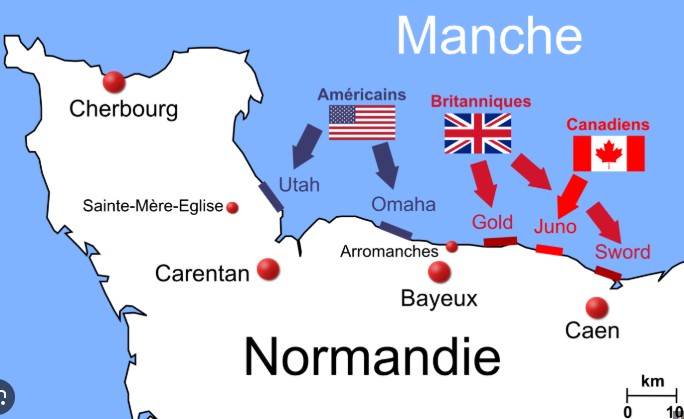 Manche
Américains
Britanniques
Canadiens
Cherbourg
Utah
Omaha
Sainte-Mère-Eglise
Gold
Juno
Sword
Arromanches
Carentan
Bayeux
Caen
Normandie
km
0 10